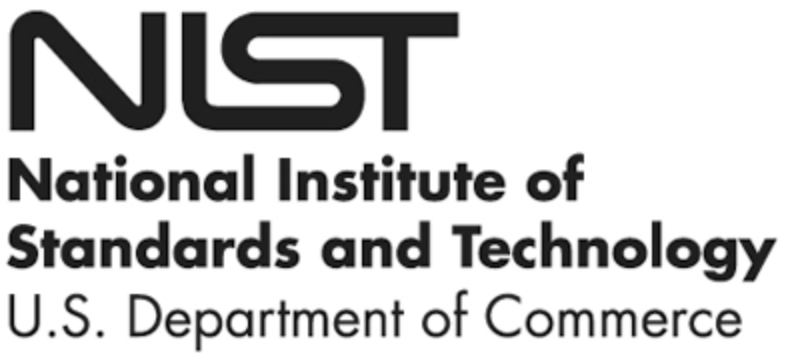 NIST
National Institute of
Standards and Technology
U.S. Department of Commerce